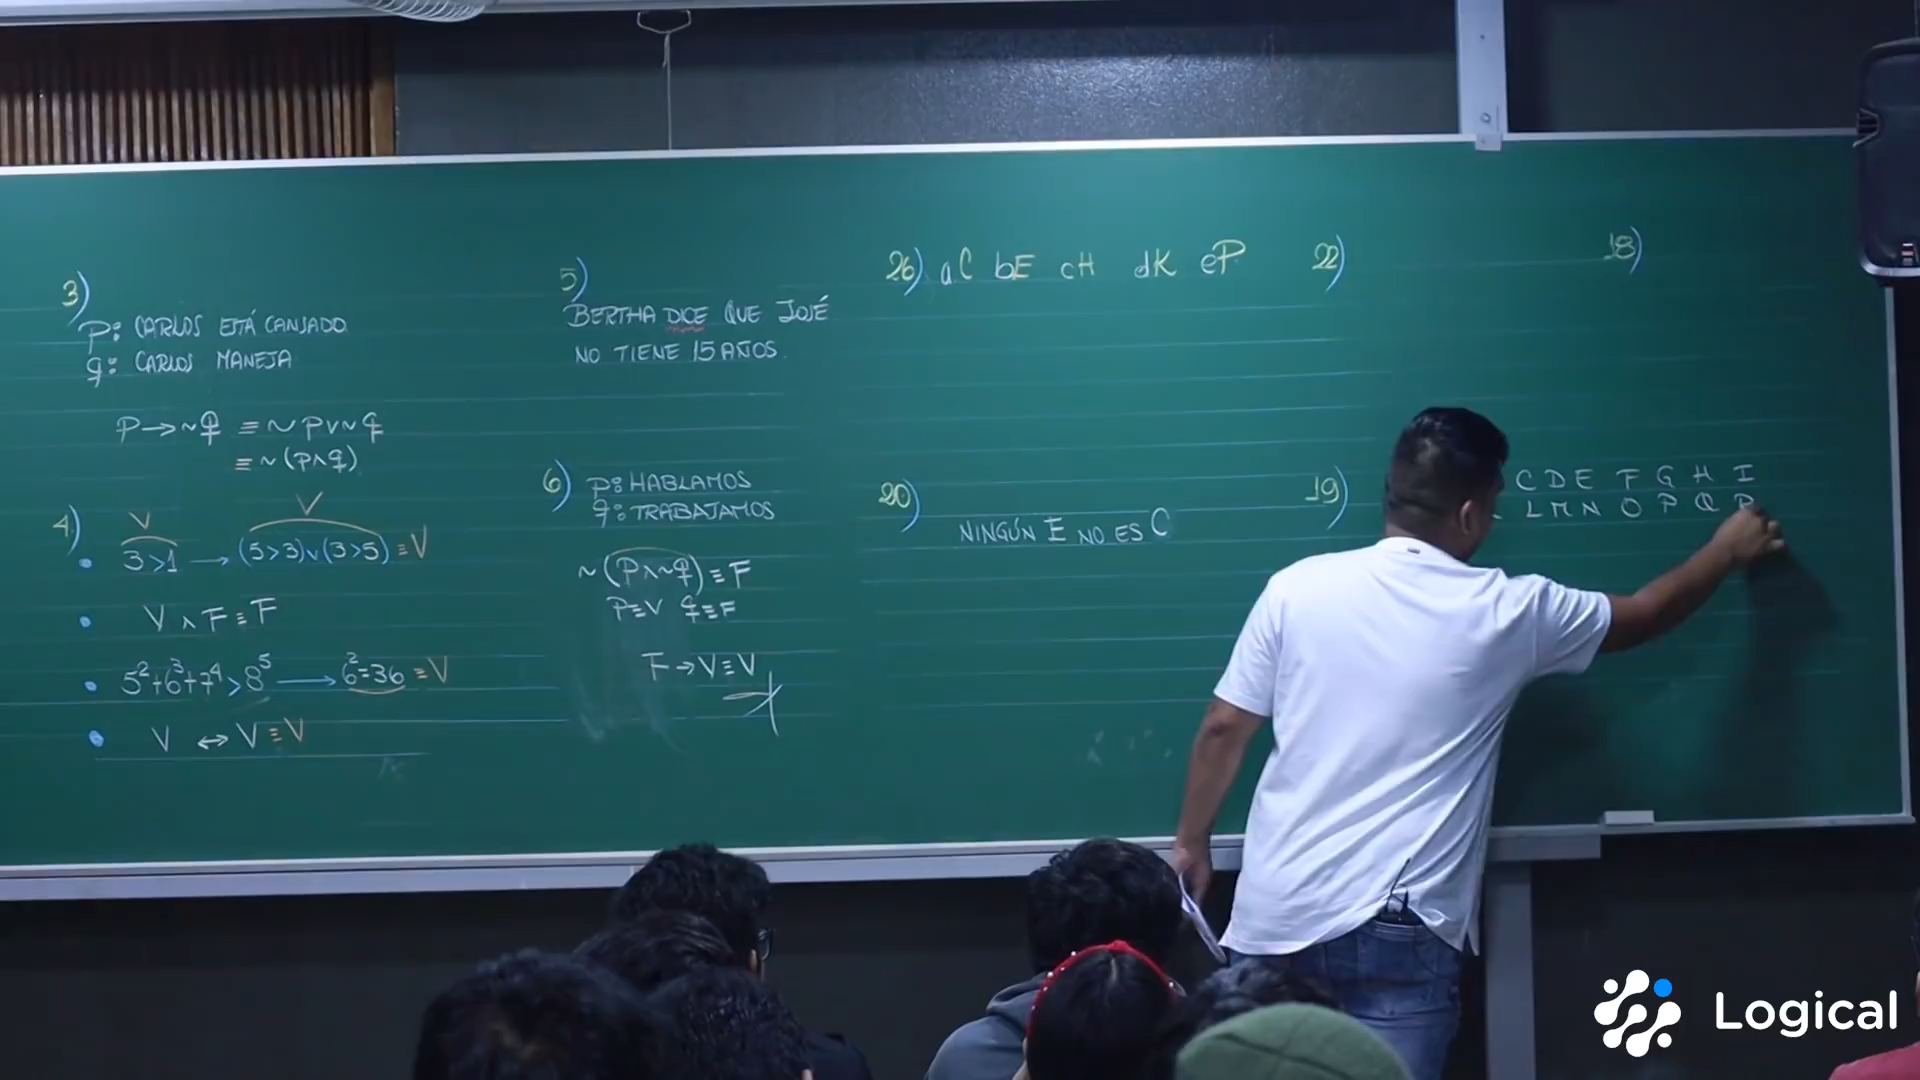 3)
P: CARLOS ESTÁ CANSADO.
q: CARLOS MANEJA
P→~q ≡ ~P∨~q
≡ ~(P∧q)
4)
V V
• 3>1 → (5>3)∨(3>5) ≡ V
• V ∧ F ≡ F
• 5²+6³+7⁴>8⁵ → 6²=36 ≡ V
• V ↔ V ≡ V
5)
BERTHA DICE QUE JOSÉ
NO TIENE 15 AÑOS.
6) P: HABLAMOS
q: TRABAJAMOS
~(P∧~q) ≡ F
P≡V q≡F
F→V≡V
26) aC bE cH dK eP
20)
NINGÚN E NO ES C
22)
18)
19)
C D E F G H I
L M N O P Q R
Logical